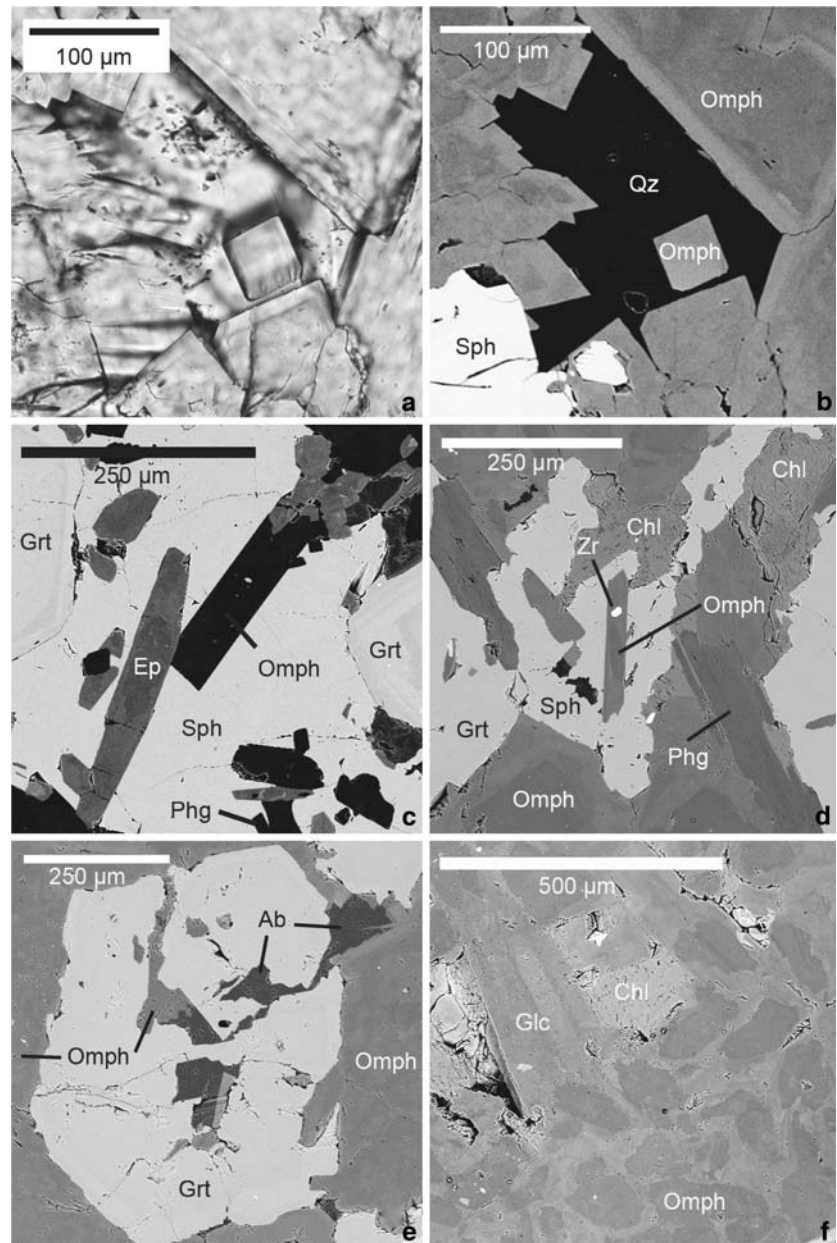 100 µm
a
100 µm
Omph
Qz
Omph
Sph
b
250 µm
Grt
Ep
Omph
Grt
Sph
Phg
c
250 µm
Chl
Chl
Zr
Omph
Sph
Grt
Phg
Omph
d
250 µm
Ab
Omph
Omph
Grt
e
500 µm
Chl
Glc
Omph
f